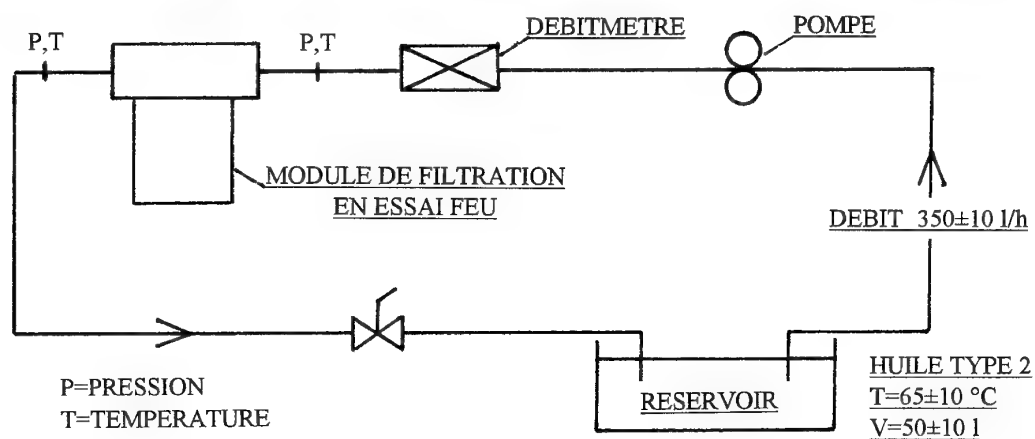 P,T
P,T
DEBITMETRE
POMPE
MODULE DE FILTRATION
EN ESSAI FEU
DEBIT 350±10 l/h
P=PRESSION
T=TEMPERATURE
RESERVOIR
HUILE TYPE 2
T=65±10 °C
V=50±10 l